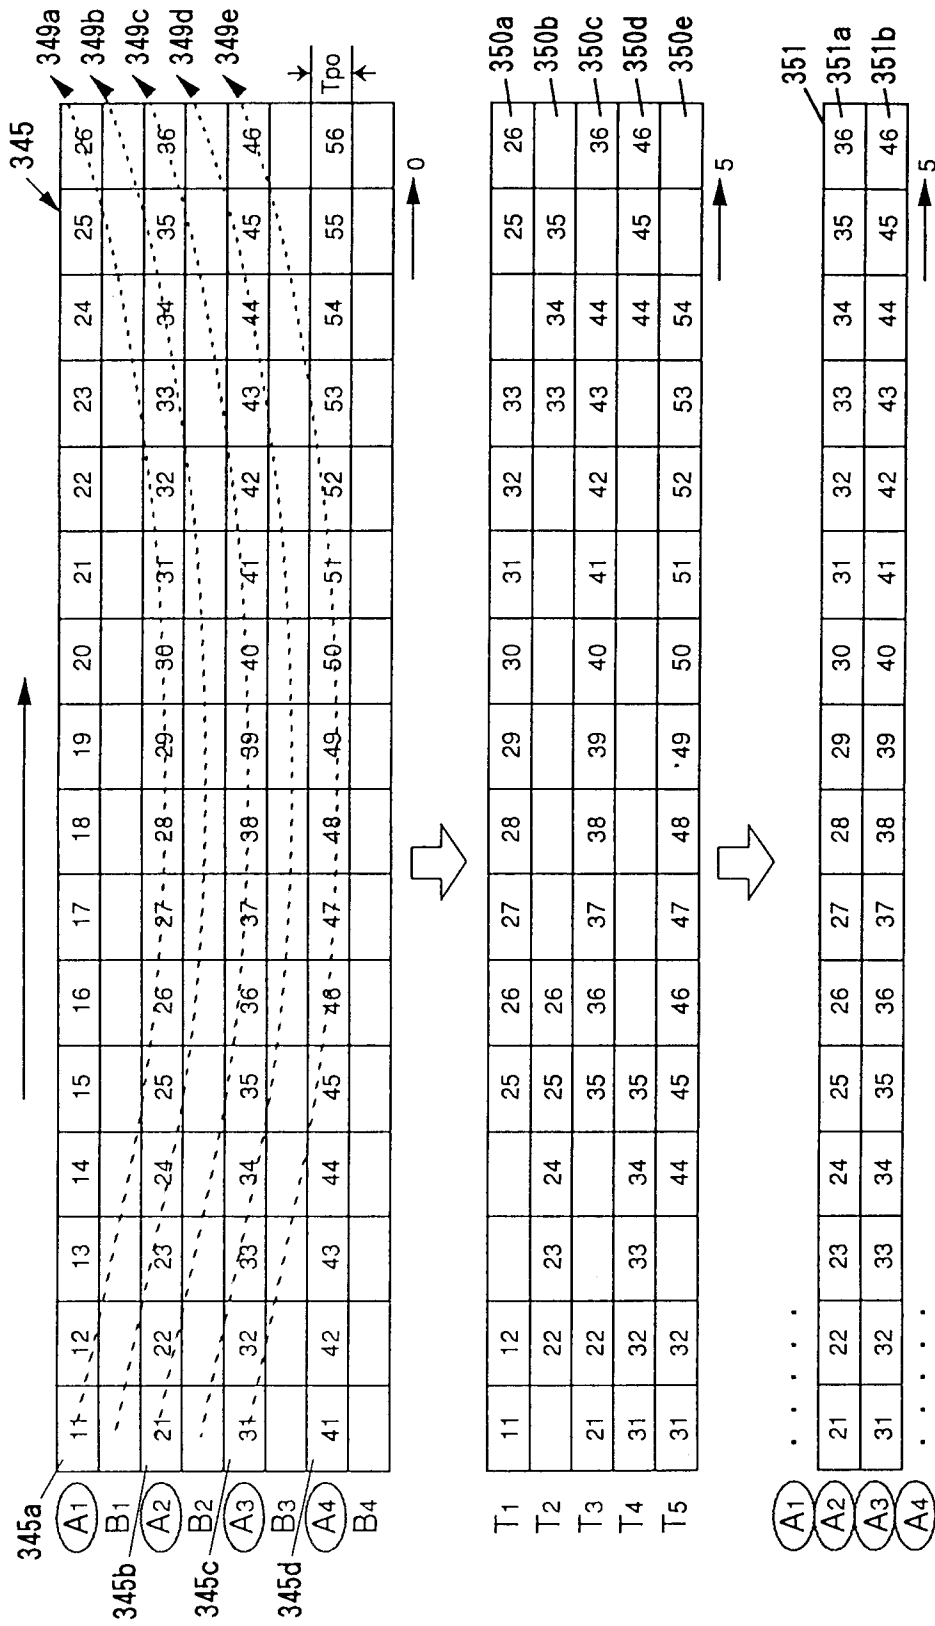 345
345a A1 11 12 13 14 15 16 17 18 19 20 21 22 23 24 25 26 349a
B1 349b
345b A2 21 22 23 24 25 26 27 28 29 30 31 32 33 34 35 36 349c
B2 349d
345c A3 31 32 33 34 35 36 37 38 39 40 41 42 43 44 45 46 349e
B3
345d A4 41 42 43 44 45 46 47 48 49 50 51 52 53 54 55 56 Tpo
B4
0
T1 11 12 25 26 27 28 29 30 31 32 33 25 26 350a
T2 22 23 24 25 26 33 34 35 350b
T3 21 22 35 36 37 38 39 40 41 42 43 44 36 350c
T4 31 32 33 34 35 44 45 46 350d
T5 31 32 44 45 46 47 48 49 50 51 52 53 54 350e
5
A1 . . . . . 351
A2 21 22 23 24 25 26 27 28 29 30 31 32 33 34 35 36 351a
A3 31 32 33 34 35 36 37 38 39 40 41 42 43 44 45 46 351b
A4 . . . . . 5